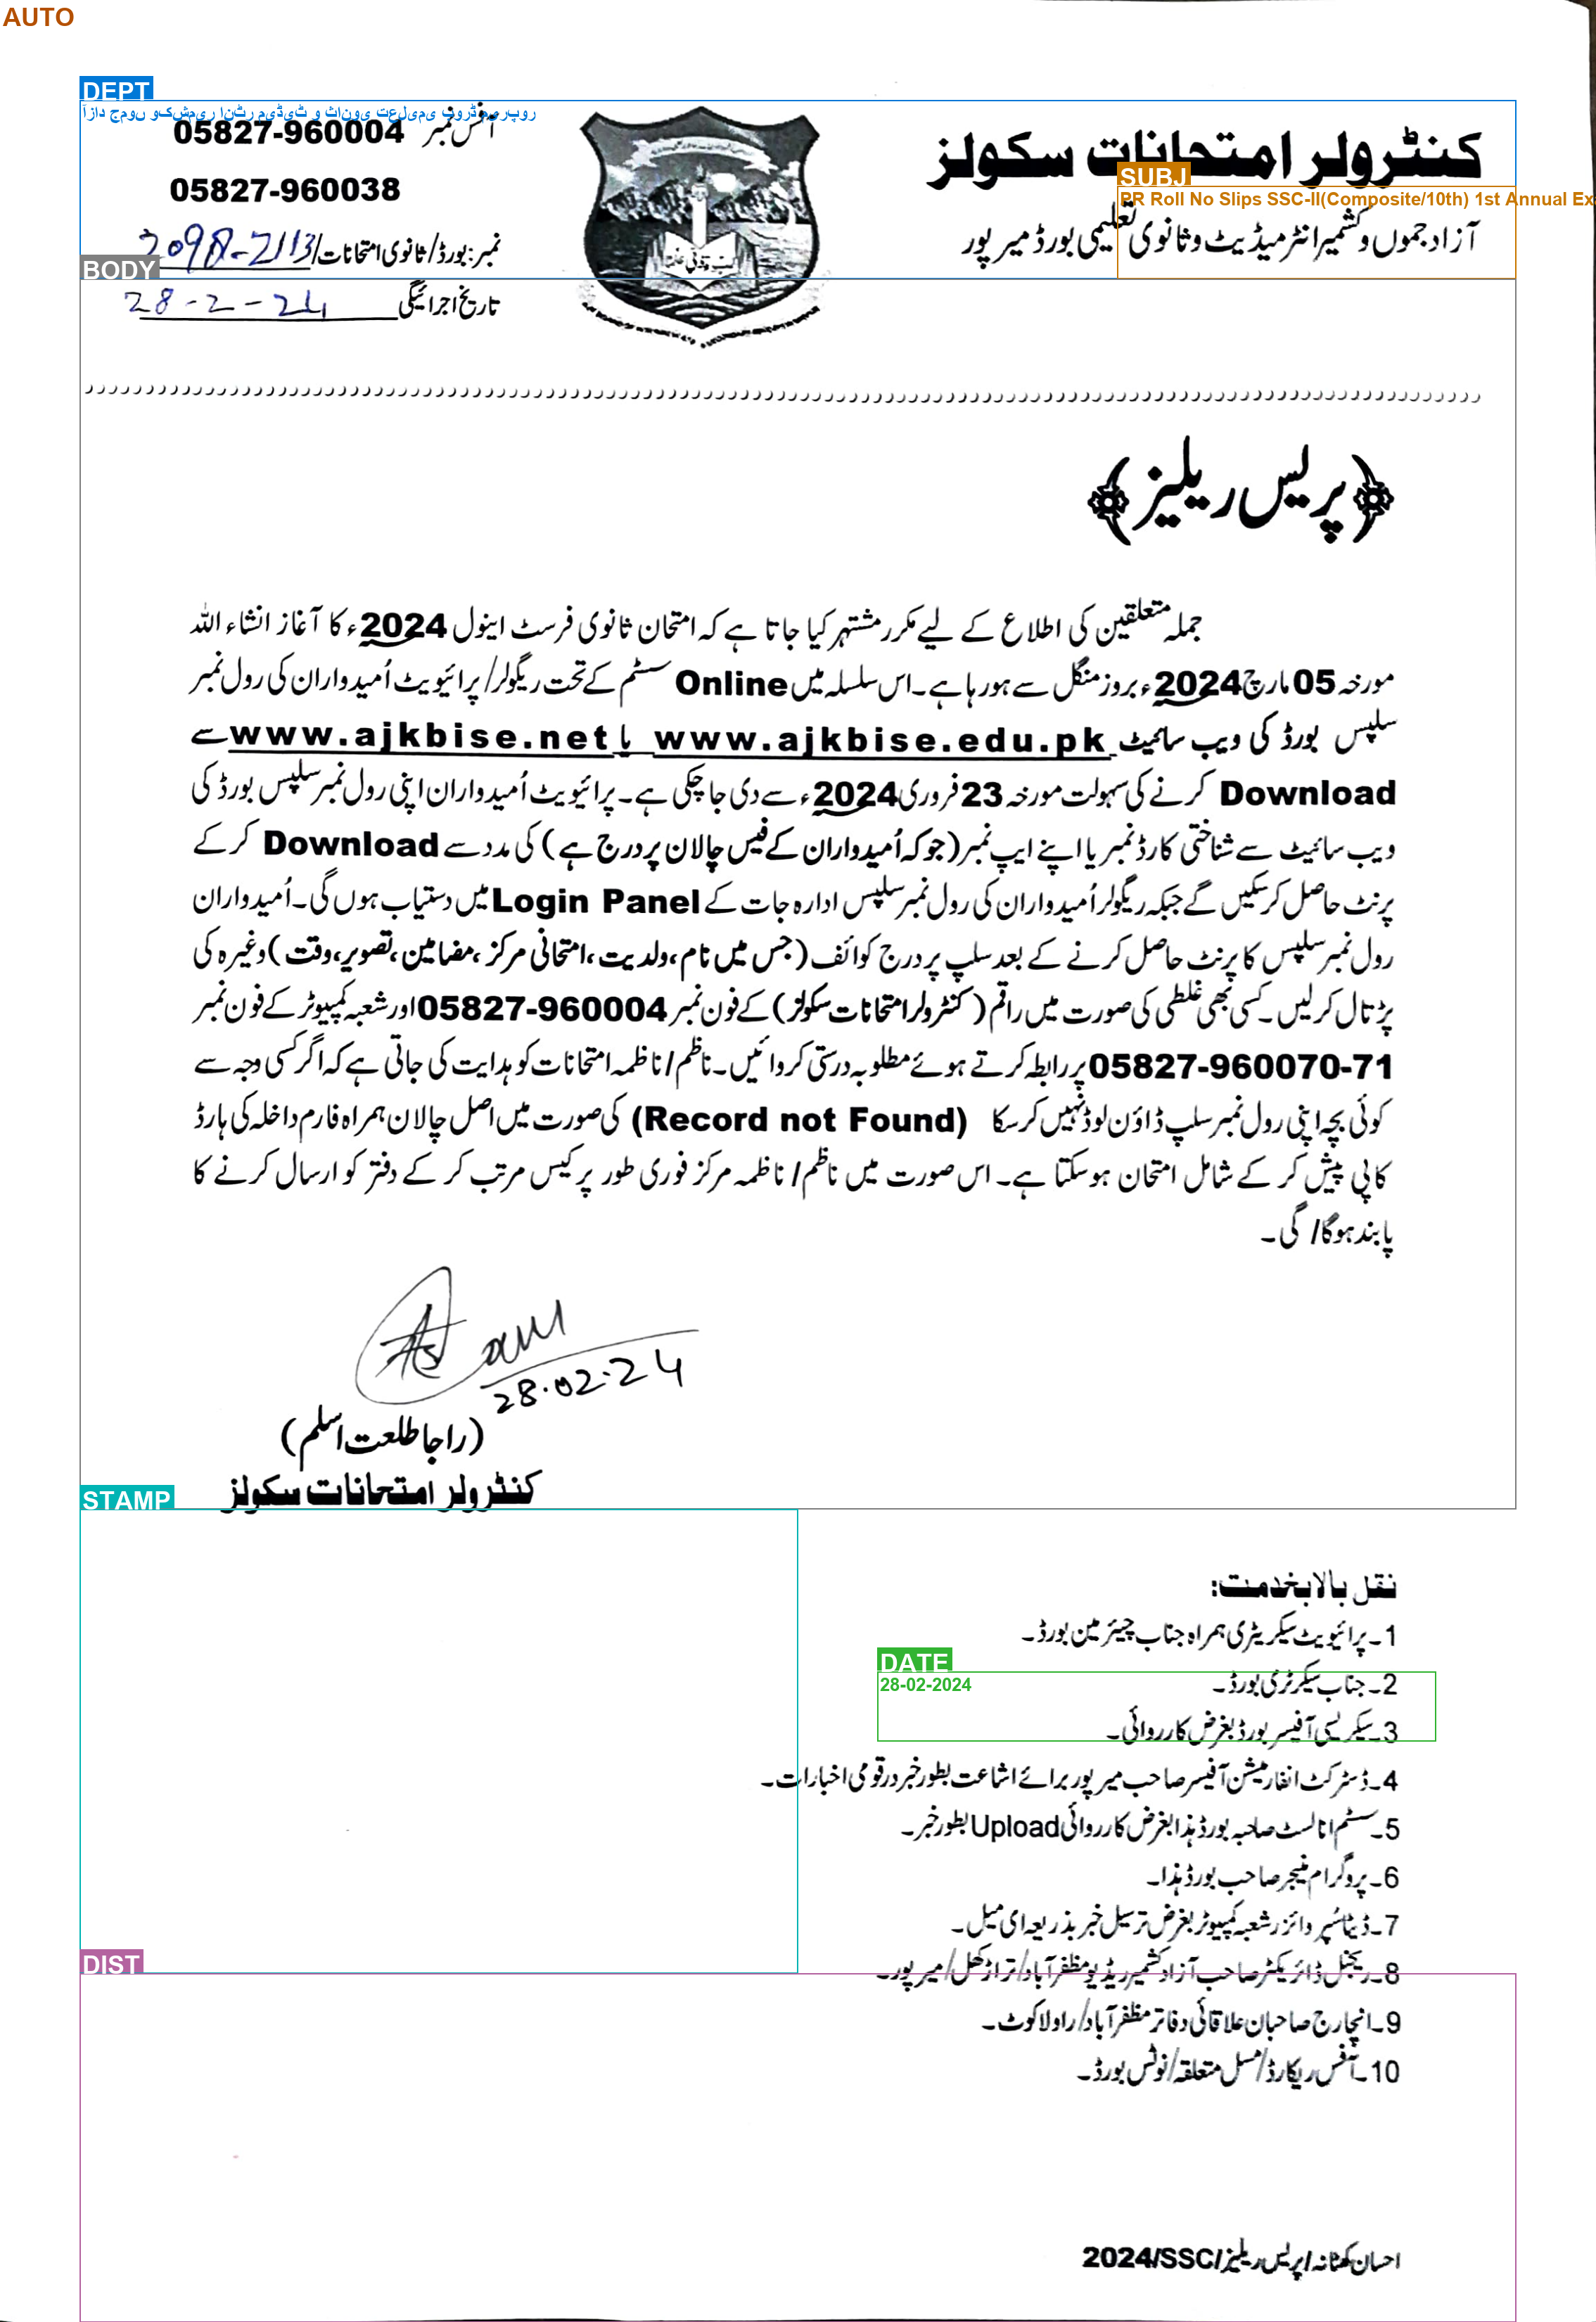 AUTO
DEPT
آزاد جموں وکشمیر انٹرمیڈیٹ و ثانوی تعلیمی بورڈ میرپور
کنٹرولر امتحانات سکولز
آفس نمبر 05827-960004
SUBJ
PR Roll No Slips SSC-II(Composite/10th) 1st Annual Ex
05827-960038
آزاد جموں وکشمیر انٹرمیڈیٹ وثانوی تعلیمی بورڈ میرپور
نمبر:بورڈ/ثانوی امتحانات/2098-2113
BODY
تاریخ اجرائیگی 28-2-24
﴿پریس ریلیز﴾
جملہ متعلقین کی اطلاع کے لیے مکرر مشتہر کیا جاتا ہے کہ امتحان ثانوی فرسٹ اینول 2024ء کا آغاز انشاء اللہ
مورخہ 05 مارچ 2024ء بروز منگل سے ہورہا ہے۔ اس سلسلہ میں Online سسٹم کے تحت ریگولر/ پرائیویٹ اُمیدواران کی رول نمبر
سلپس بورڈ کی ویب سائیٹ www.ajkbise.edu.pk یا www.ajkbise.net سے
Download کرنے کی سہولت مورخہ 23 فروری 2024ء سے دی جاچکی ہے۔ پرائیویٹ اُمیدواران اپنی رول نمبر سلپس بورڈ کی
ویب سائیٹ سے شناختی کارڈ نمبر یا اپنے ایپ نمبر (جو کہ اُمیدواران کے فیس چالان پر درج ہے) کی مدد سے Download کر کے
پرنٹ حاصل کر سکیں گے جبکہ ریگولر اُمیدواران کی رول نمبر سلپس ادارہ جات کے Login Panel میں دستیاب ہوں گی۔ اُمیدواران
رول نمبر سلپس کا پرنٹ حاصل کرنے کے بعد سلپ پر درج کوائف (جس میں نام، ولدیت، امتحانی مرکز، مضامین، تصویر، وقت) وغیرہ کی
پڑتال کرلیں۔ کسی بھی غلطی کی صورت میں راقم (کنٹرولر امتحانات سکولز) کے فون نمبر 05827-960004 اور شعبہ کمپیوٹر کے فون نمبر
05827-960070-71 پر رابطہ کرتے ہوئے مطلوبہ درستی کروائیں۔ ناظم/ ناظمہ امتحانات کو ہدایت کی جاتی ہے کہ اگر کسی وجہ سے
کوئی بچہ اپنی رول نمبر سلپ ڈاؤن لوڈ نہیں کرسکا (Record not Found) کی صورت میں اصل چالان ہمراہ فارم داخلہ کی ہارڈ
کاپی پیش کر کے شامل امتحان ہوسکتا ہے۔ اس صورت میں ناظم/ ناظمہ مرکز فوری طور پر کیس مرتب کر کے دفتر کو ارسال کرنے کا
پابند ہوگا/ گی۔
28.02.24
(راجا طلعت اسلم)
کنٹرولر امتحانات سکولز
STAMP
نقل بالا بخدمت:
1۔ پرائیویٹ سیکریٹری ہمراہ جناب چیئرمین بورڈ۔
DATE
28-02-2024
2۔ جناب سیکرٹری بورڈ۔
3۔ سیکریسی آفیسر بورڈ بغرض کارروائی۔
4۔ ڈسٹرکٹ انفارمیشن آفیسر صاحب میرپور برائے اشاعت بطور خبر در قومی اخبارات۔
5۔ سسٹم انالسٹ صاحبہ بورڈ ہذا بغرض کارروائی Upload بطور خبر۔
6۔ پروگرام منیجر صاحب بورڈ ہذا۔
7۔ ڈیٹا سپروائزر شعبہ کمپیوٹر بغرض ترسیل خبر بذریعہ ای میل۔
DIST
8۔ ریجنل ڈائریکٹر صاحب آزاد کشمیر ریڈیو مظفرآباد/ تراڑکھل/ میرپور۔
9۔ انچارج صاحبان علاقائی دفاتر مظفرآباد/ راولاکوٹ۔
10۔ آفس ریکارڈ/ مسل متعلقہ/ نوٹس بورڈ۔
احسان کھٹانہ/پریس ریلیز/2024/SSC